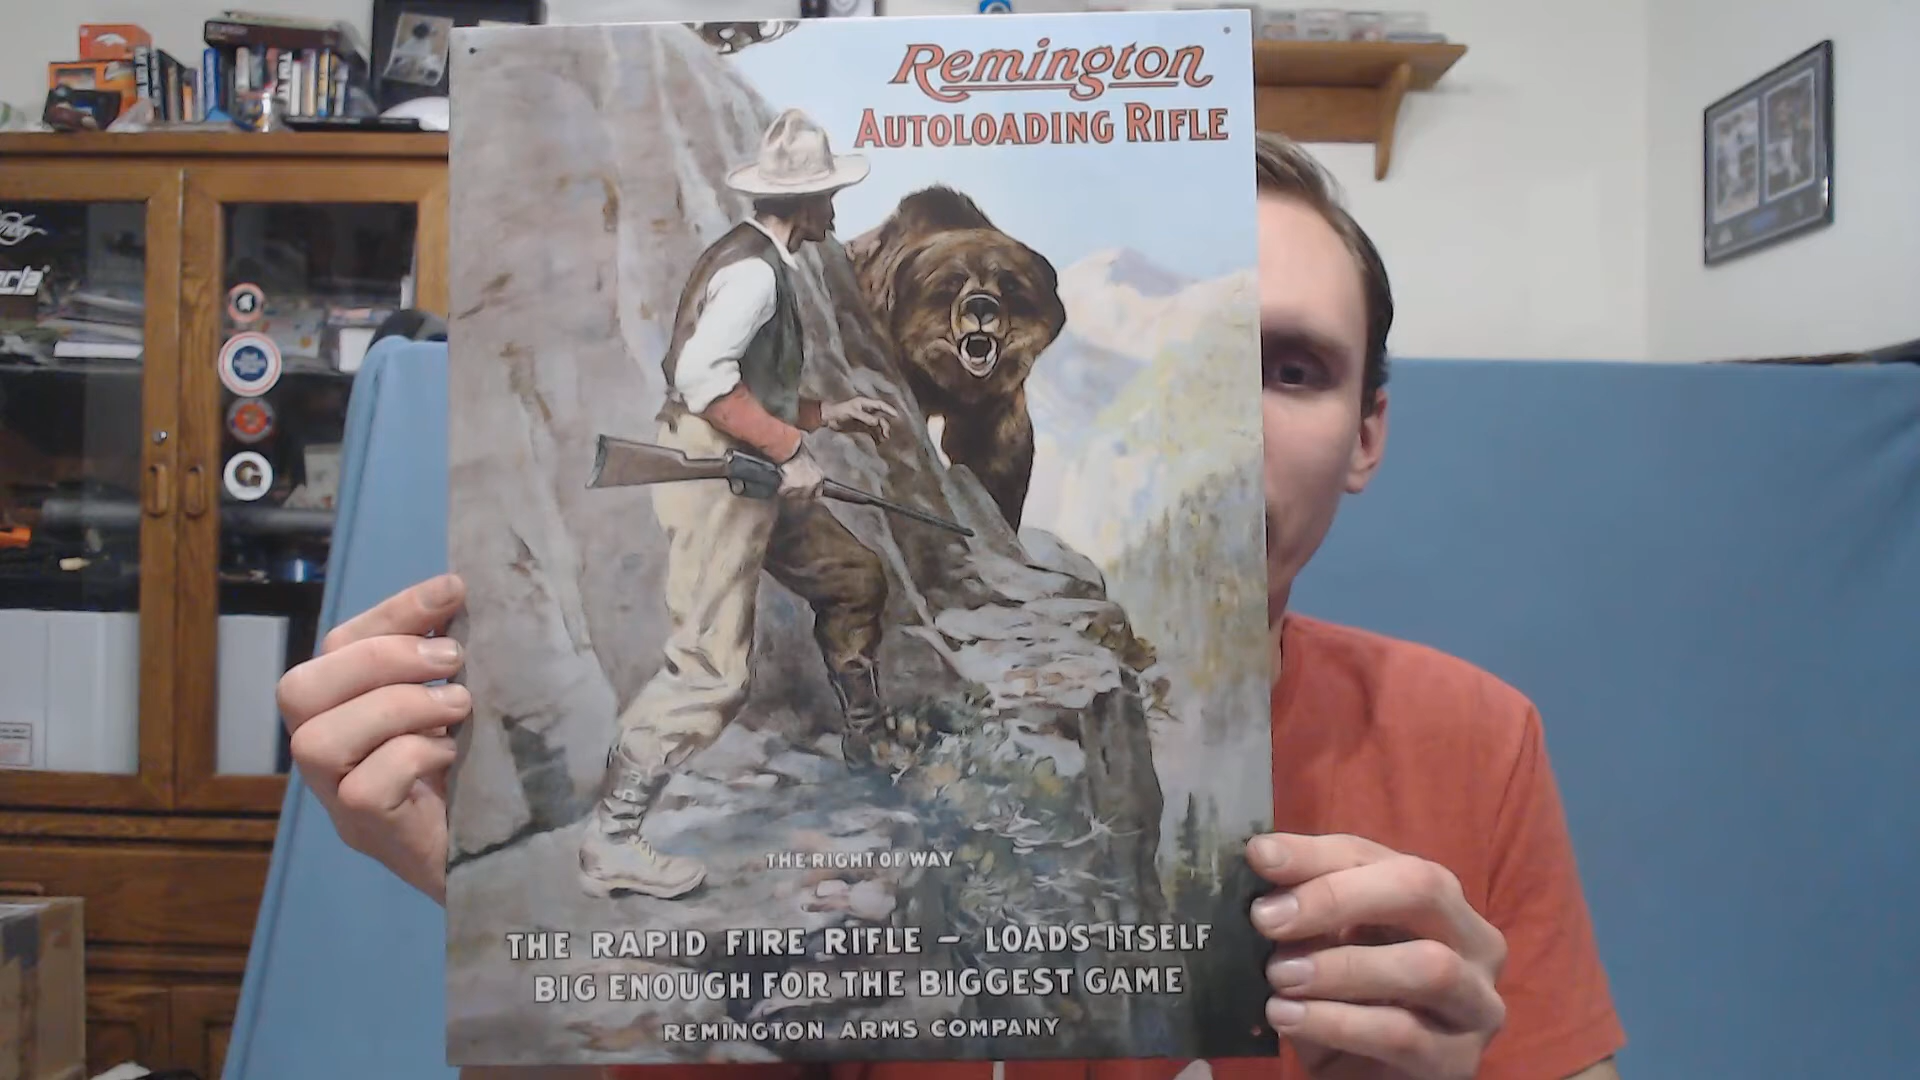 Remington
AUTOLOADING RIFLE
THE RIGHT OF WAY
THE RAPID FIRE RIFLE – LOADS ITSELF
BIG ENOUGH FOR THE BIGGEST GAME
REMINGTON ARMS COMPANY